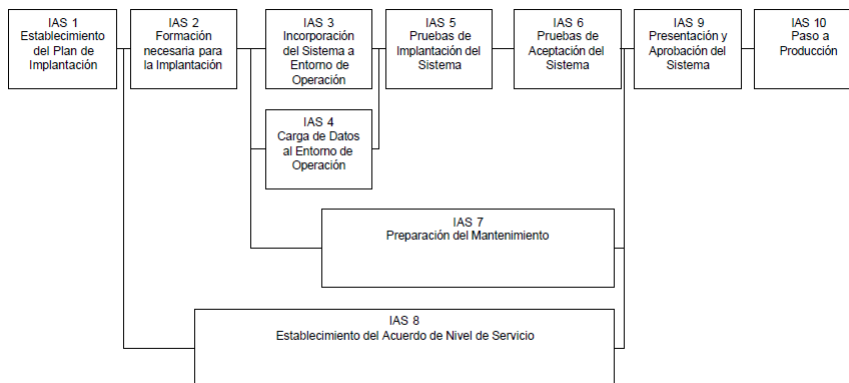 IAS 1
Establecimiento
del Plan de
Implantación
IAS 2
Formación
necesaria para
la Implantación
IAS 3
Incorporación
del Sistema a
Entorno de
Operación
IAS 5
Pruebas de
Implantación del
Sistema
IAS 6
Pruebas de
Aceptación del
Sistema
IAS 9
Presentación y
Aprobación del
Sistema
IAS 10
Paso a
Producción
IAS 4
Carga de Datos
al Entorno de
Operación
IAS 7
Preparación del Mantenimiento
IAS 8
Establecimiento del Acuerdo de Nivel de Servicio